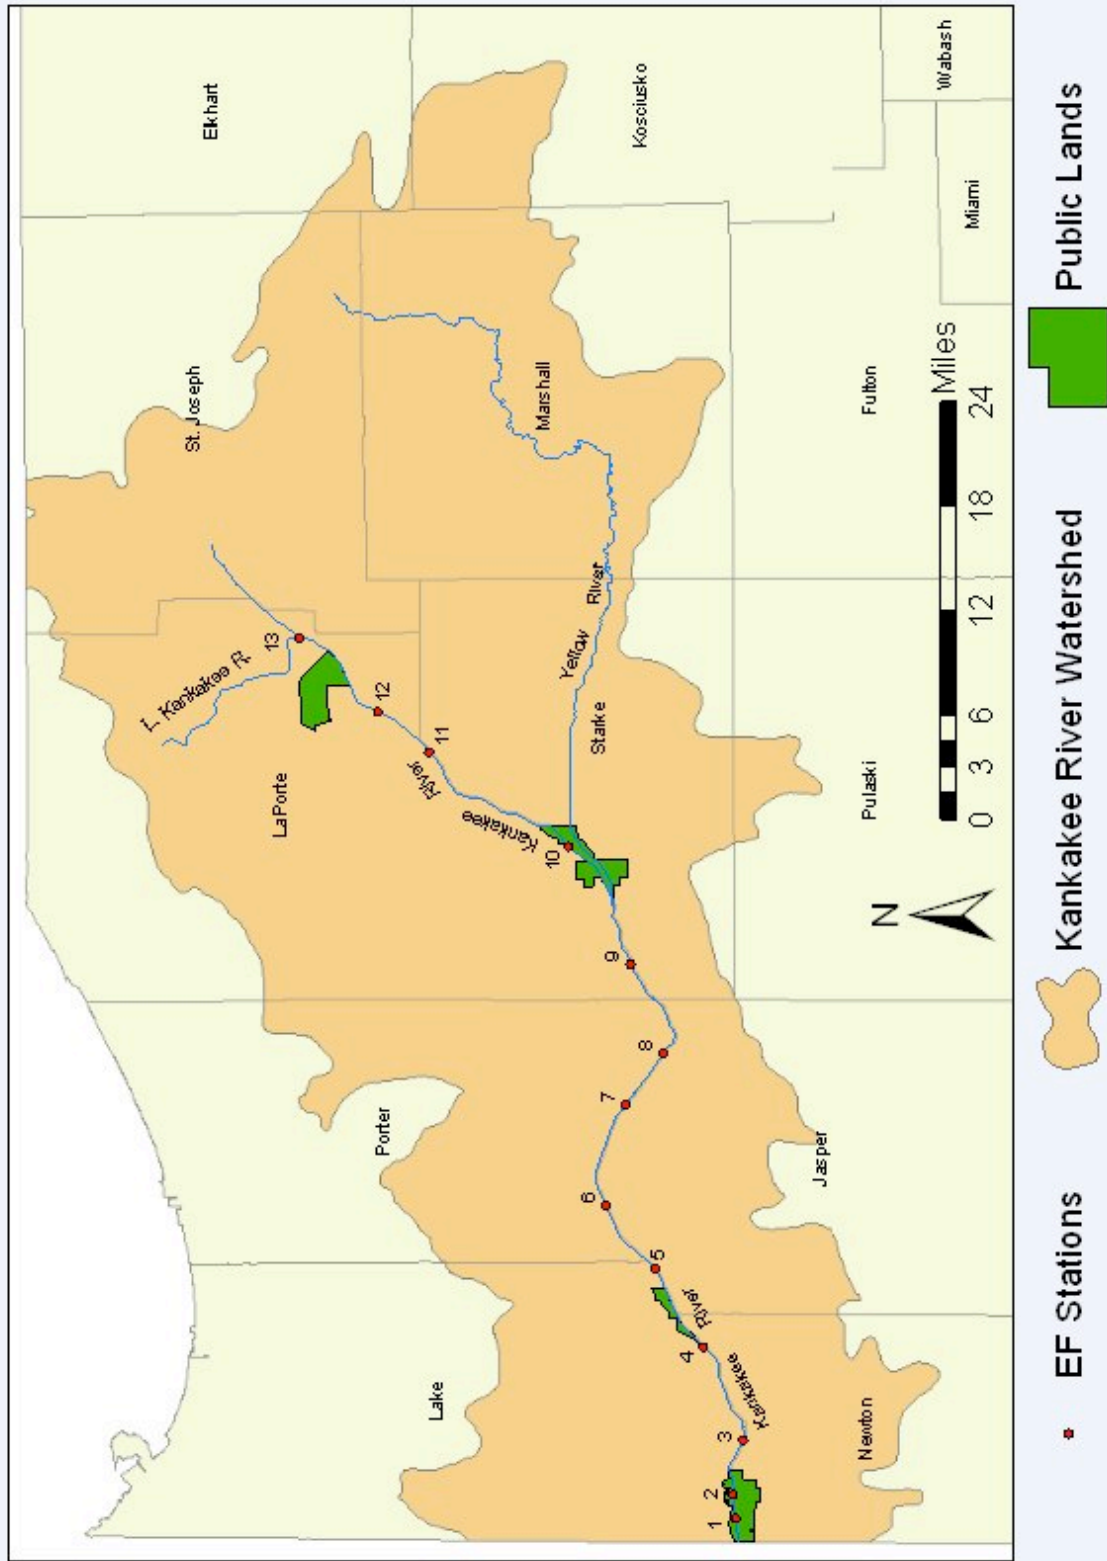 Elkhart
St. Joseph
L. Kankakee R.
13
LaPorte
12
11
River
Kankakee
Marshall
Kosciusko
Porter
Yellow River
Starke
10
9
8
7
6
5
Lake
River
4
Kankakee
3
2
1
Newton
Jasper
Pulaski
Fulton
Miami
Wabash
N
0 3 6 12 18 24
Miles
EF Stations
Kankakee River Watershed
Public Lands